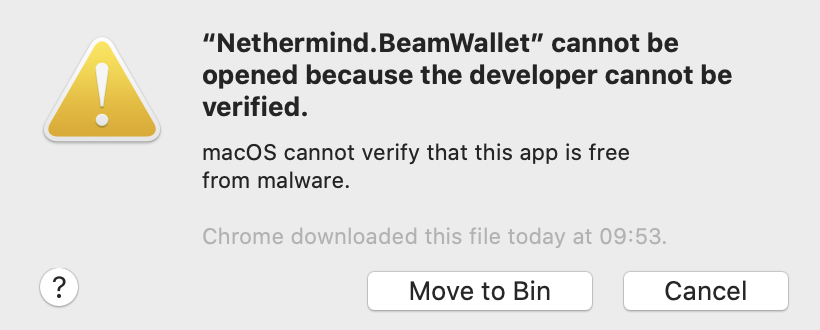 “Nethermind.BeamWallet” cannot be
opened because the developer cannot be
verified.
macOS cannot verify that this app is free
from malware.
Chrome downloaded this file today at 09:53.
?
Move to Bin
Cancel